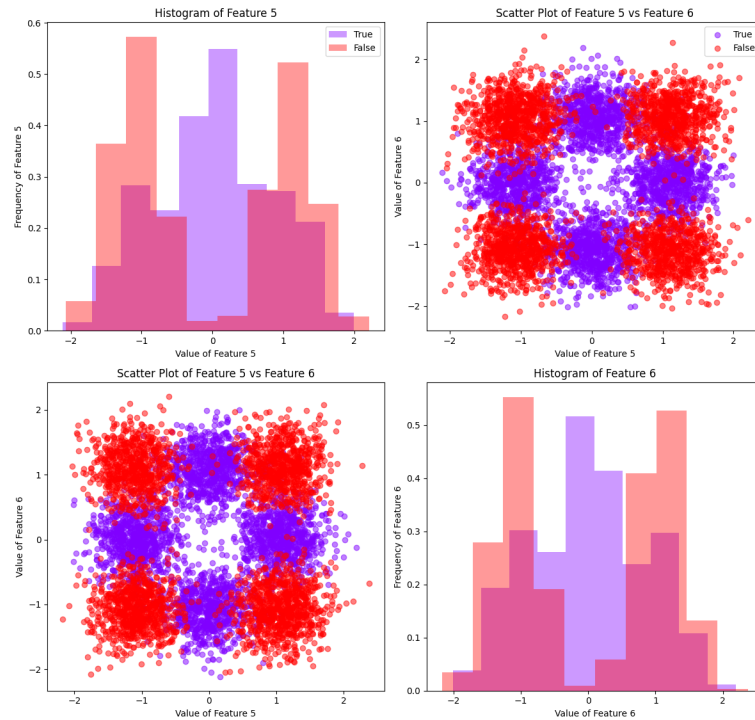 Histogram of Feature 5
True
False
Frequency of Feature 5
0.6
0.5
0.4
0.3
0.2
0.1
0.0
−2 −1 0 1 2
Value of Feature 5
Scatter Plot of Feature 5 vs Feature 6
True
False
Value of Feature 6
2
1
0
−1
−2
−2 −1 0 1 2
Value of Feature 5
Scatter Plot of Feature 5 vs Feature 6
Value of Feature 6
2
1
0
−1
−2
−2 −1 0 1 2
Value of Feature 5
Histogram of Feature 6
Frequency of Feature 6
0.5
0.4
0.3
0.2
0.1
0.0
−2 −1 0 1 2
Value of Feature 6